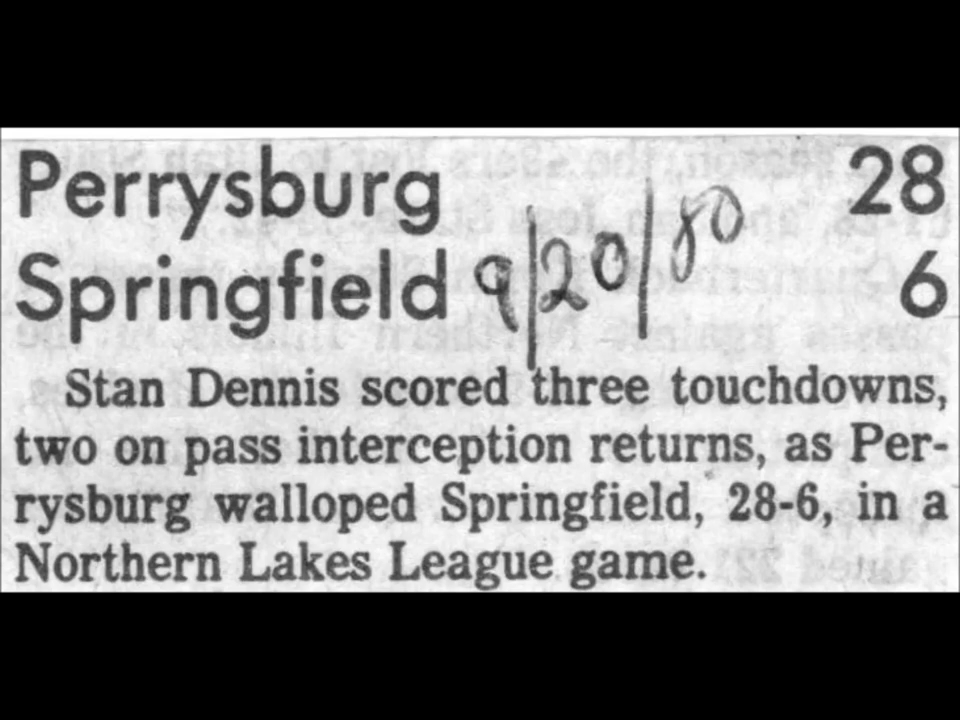 Perrysburg 28
Springfield 9/20/80 6
Stan Dennis scored three touchdowns,
two on pass interception returns, as Per-
rysburg walloped Springfield, 28-6, in a
Northern Lakes League game.